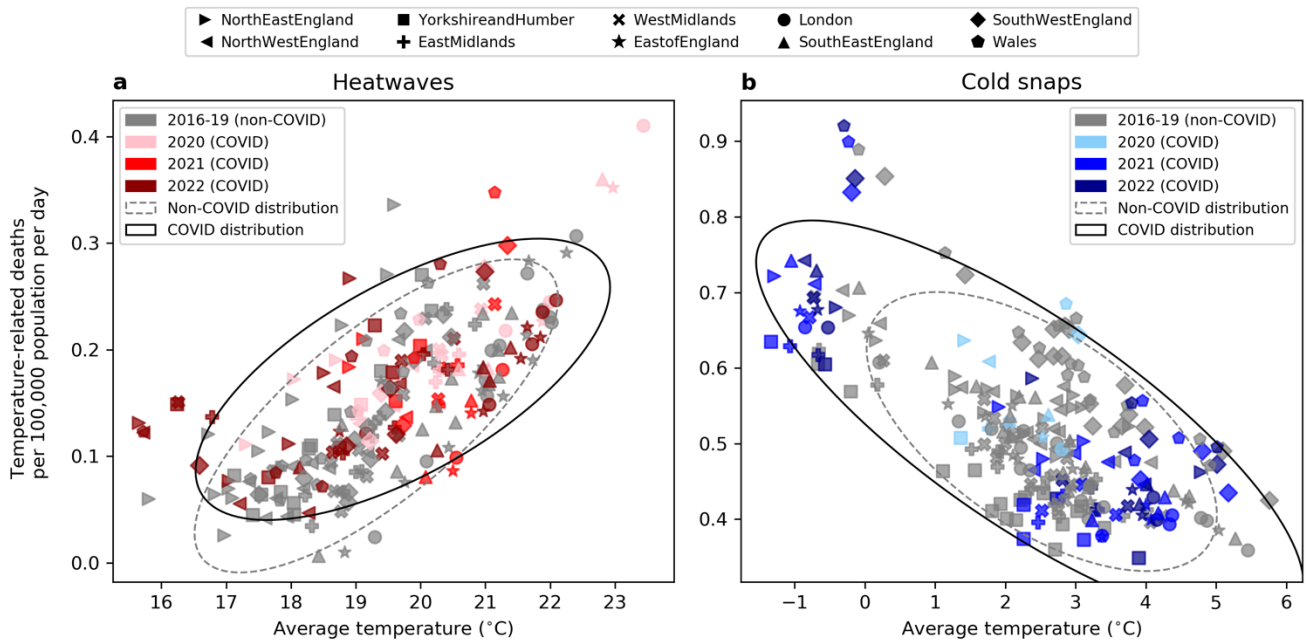 NorthEastEngland YorkshireandHumber WestMidlands London SouthWestEngland
NorthWestEngland EastMidlands EastofEngland SouthEastEngland Wales
a Heatwaves
2016-19 (non-COVID)
2020 (COVID)
2021 (COVID)
2022 (COVID)
Non-COVID distribution
COVID distribution
Temperature-related deaths
per 100,000 population per day
0.4
0.3
0.2
0.1
0.0
16 17 18 19 20 21 22 23
Average temperature (°C)
b Cold snaps
2016-19 (non-COVID)
2020 (COVID)
2021 (COVID)
2022 (COVID)
Non-COVID distribution
COVID distribution
0.9
0.8
0.7
0.6
0.5
0.4
−1 0 1 2 3 4 5 6
Average temperature (°C)